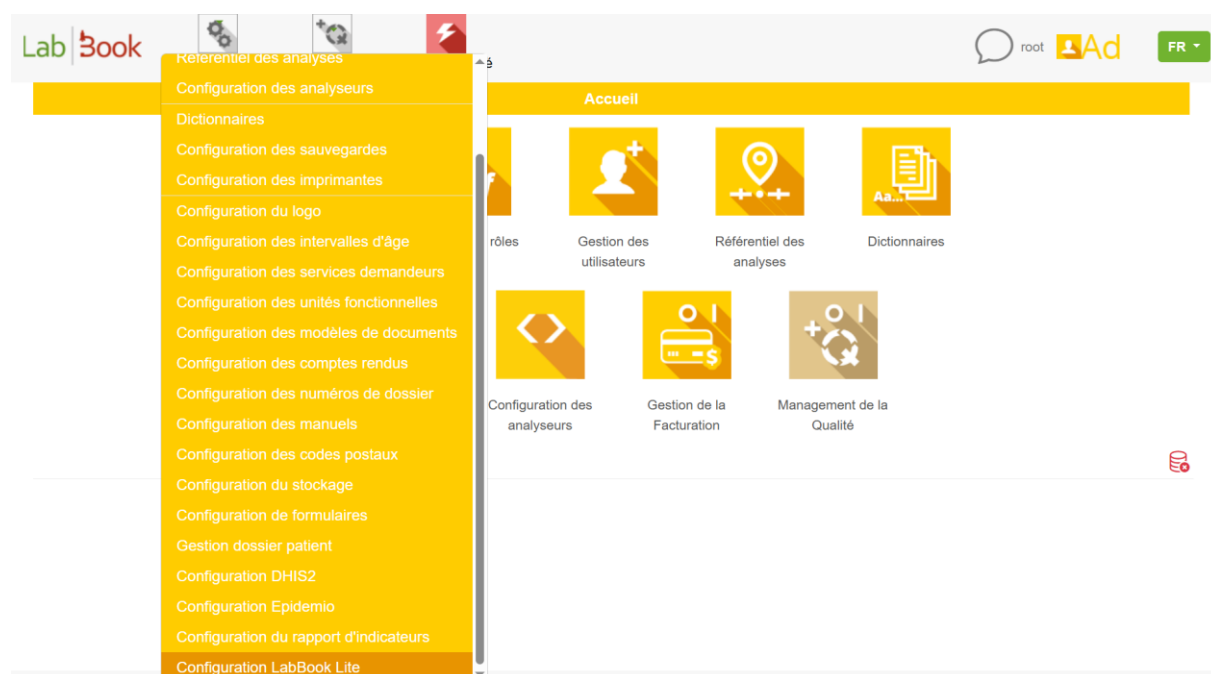 Lab Book
root
Ad
FR
é
Référentiel des analyses
Configuration des analyseurs
Dictionnaires
Configuration des sauvegardes
Configuration des imprimantes
Configuration du logo
Configuration des intervalles d'âge
Configuration des services demandeurs
Configuration des unités fonctionnelles
Configuration des modèles de documents
Configuration des comptes rendus
Configuration des numéros de dossier
Configuration des manuels
Configuration des codes postaux
Configuration du stockage
Configuration de formulaires
Gestion dossier patient
Configuration DHIS2
Configuration Epidemio
Configuration du rapport d'indicateurs
Configuration LabBook Lite
Accueil
Aa...
rôles
Gestion des
utilisateurs
Référentiel des
analyses
Dictionnaires
Configuration des
analyseurs
Gestion de la
Facturation
Management de la
Qualité